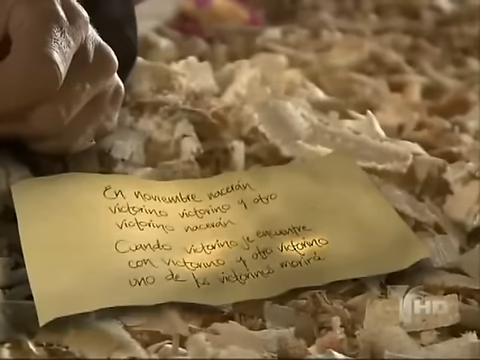 En noviembre nacerán
victorino victorino y otro
victorino nacerán
Cuando victorino se encuentre
con victorino y otro victorino
uno de los victorinos morirá
HD